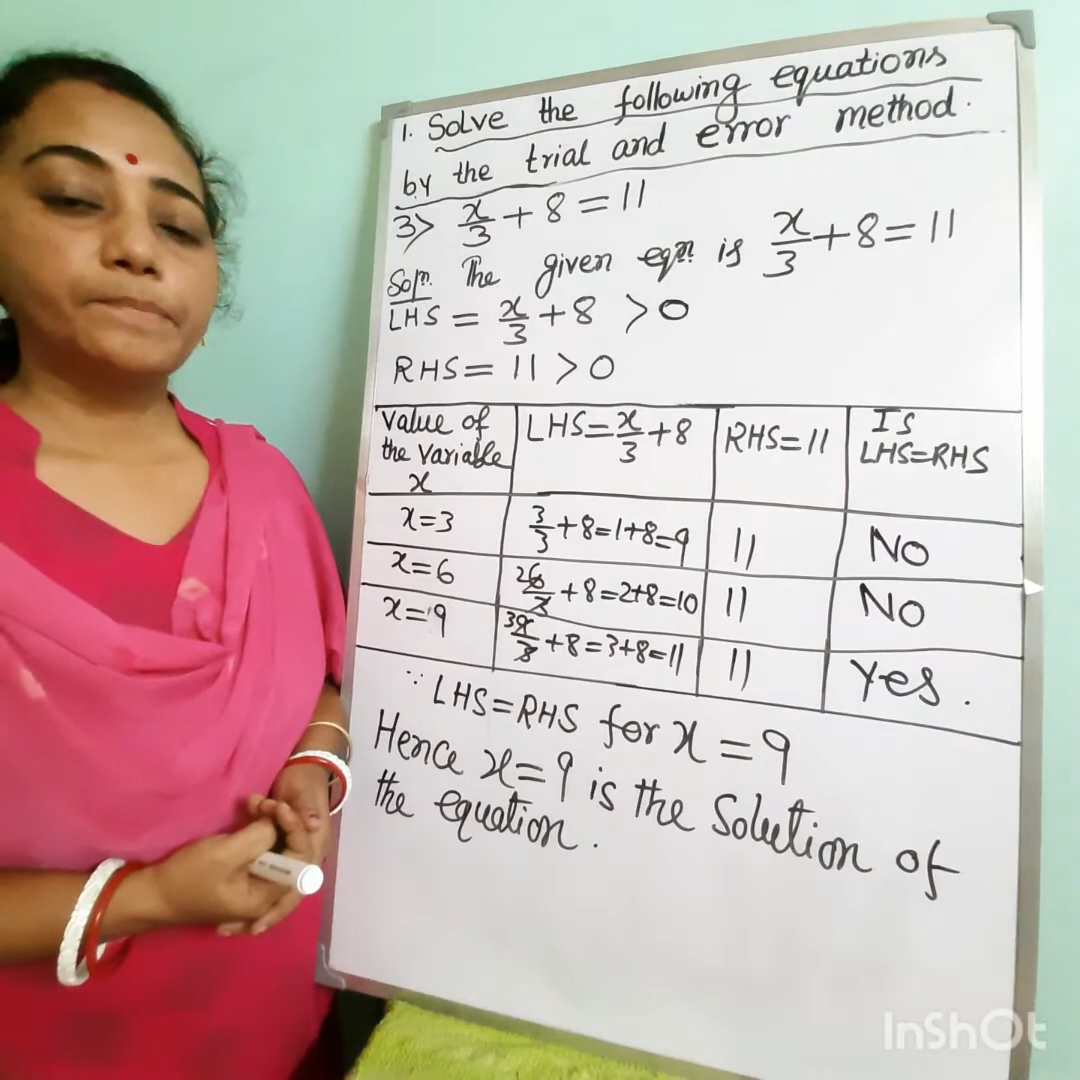 1. Solve the following equations
by the trial and error method.
3> x/3 + 8 = 11
Solⁿ. The given eqⁿ. is x/3 + 8 = 11
LHS = x/3 + 8 > 0
RHS = 11 > 0
value of the variable x | LHS = x/3 + 8 | RHS = 11 | Is LHS=RHS
x=3 | 3/3 + 8 = 1+8 = 9 | 11 | No
x=6 | 2 6/3 + 8 = 2+8 = 10 | 11 | No
x=9 | 3 9/3 + 8 = 3+8 = 11 | 11 | Yes.
∵ LHS = RHS for x = 9
Hence x = 9 is the Solution of
the equation.
InShOt